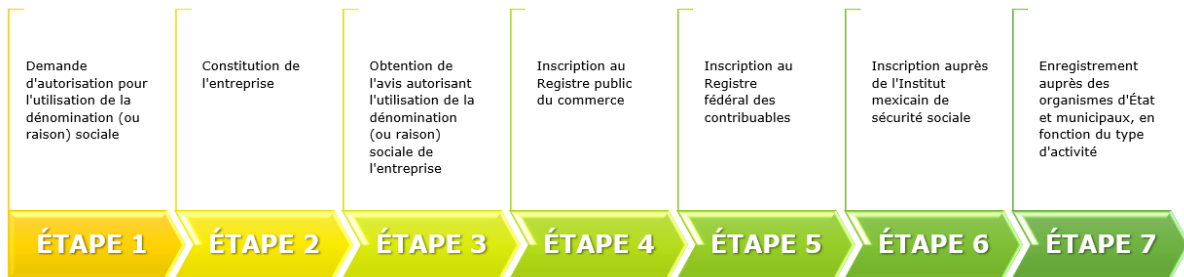 Demande
d'autorisation pour
l'utilisation de la
dénomination (ou
raison) sociale
Constitution de
l'entreprise
Obtention de
l'avis autorisant
l'utilisation de la
dénomination
(ou raison)
sociale de
l'entreprise
Inscription au
Registre public
du commerce
Inscription au
Registre
fédéral des
contribuables
Inscription auprès
de l'Institut
mexicain de
sécurité sociale
Enregistrement
auprès des
organismes d'État
et municipaux, en
fonction du type
d'activité
ÉTAPE 1
ÉTAPE 2
ÉTAPE 3
ÉTAPE 4
ÉTAPE 5
ÉTAPE 6
ÉTAPE 7